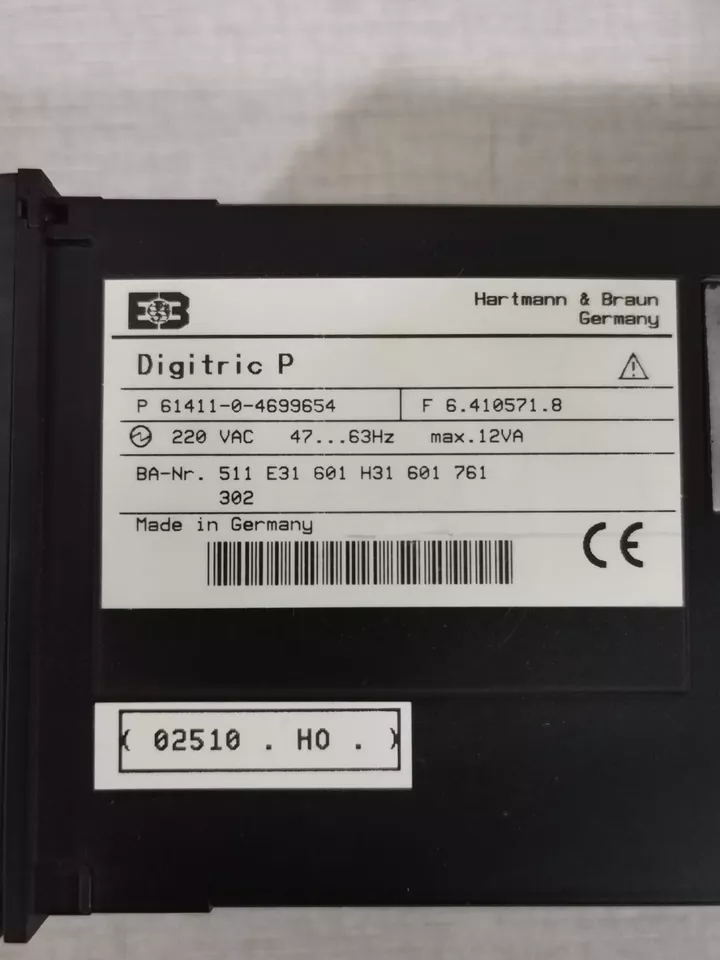 Hartmann & Braun
Germany
Digitric P
P 61411-0-4699654 F 6.410571.8
220 VAC 47...63Hz max.12VA
BA-Nr. 511 E31 601 H31 601 761
302
Made in Germany
CE
( 02510 . HO . )